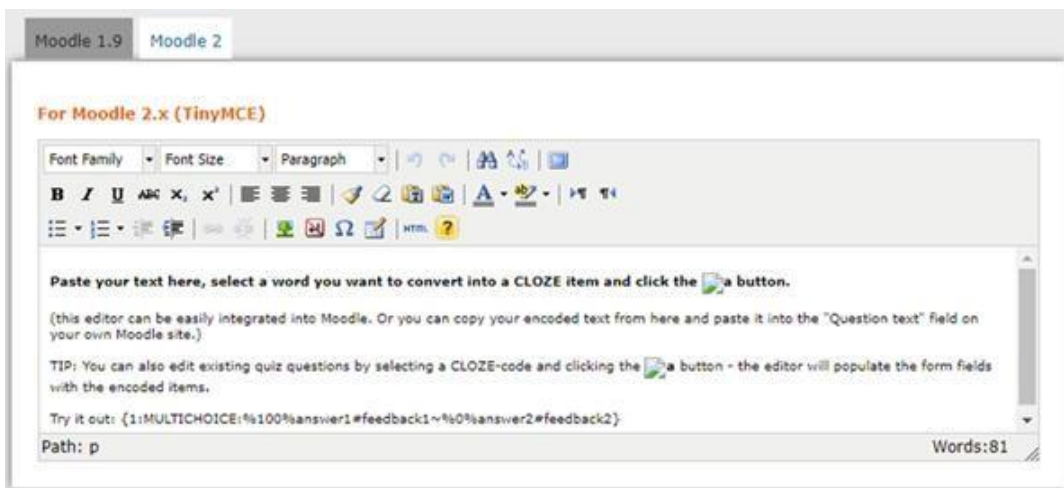 Moodle 1.9 Moodle 2
For Moodle 2.x (TinyMCE)
Font Family Font Size Paragraph
B I U ABC x, x'
A ab
HTML ?
Paste your text here, select a word you want to convert into a CLOZE item and click the a button.
(this editor can be easily integrated into Moodle. Or you can copy your encoded text from here and paste it into the "Question text" field on
your own Moodle site.)
TIP: You can also edit existing quiz questions by selecting a CLOZE-code and clicking the a button - the editor will populate the form fields
with the encoded items.
Try it out: {1:MULTICHOICE:%100%answer1#feedback1~%0%answer2#feedback2}
Path: p Words:81